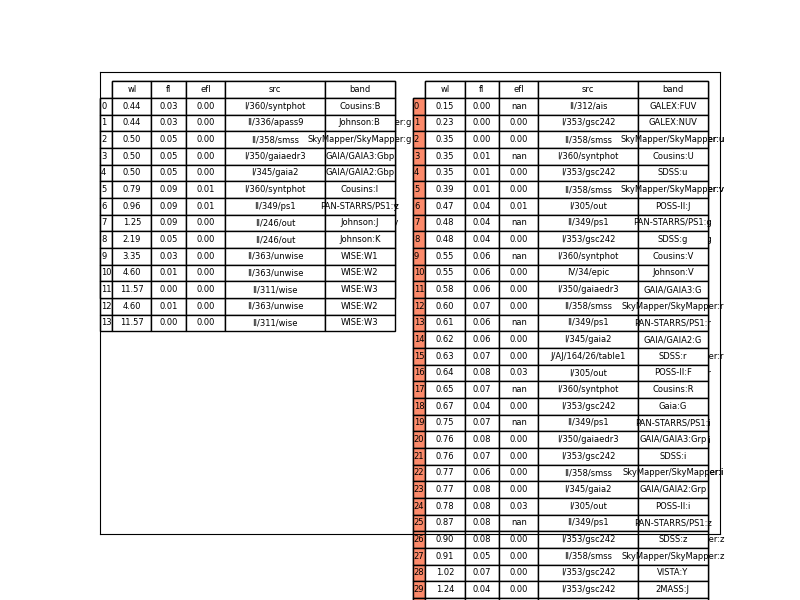 wl fl efl src band
0 0.44 0.03 0.00 I/360/syntphot Cousins:B
1 0.44 0.03 0.00 II/336/apass9 Johnson:B
2 0.50 0.05 0.00 II/358/smss SkyMapper/SkyMapper:g
3 0.50 0.05 0.00 I/350/gaiaedr3 GAIA/GAIA3:Gbp
4 0.50 0.05 0.00 I/345/gaia2 GAIA/GAIA2:Gbp
5 0.79 0.09 0.01 I/360/syntphot Cousins:I
6 0.96 0.09 0.01 II/349/ps1 PAN-STARRS/PS1:y
7 1.25 0.09 0.00 II/246/out Johnson:J
8 2.19 0.05 0.00 II/246/out Johnson:K
9 3.35 0.03 0.00 II/363/unwise WISE:W1
10 4.60 0.01 0.00 II/363/unwise WISE:W2
11 11.57 0.00 0.00 II/311/wise WISE:W3
12 4.60 0.01 0.00 II/363/unwise WISE:W2
13 11.57 0.00 0.00 II/311/wise WISE:W3
wl fl efl src band
0 0.15 0.00 nan II/312/ais GALEX:FUV
1 0.23 0.00 0.00 I/353/gsc242 GALEX:NUV
2 0.35 0.00 0.00 II/358/smss SkyMapper/SkyMapper:u
3 0.35 0.01 nan I/360/syntphot Cousins:U
4 0.35 0.01 0.00 I/353/gsc242 SDSS:u
5 0.39 0.01 0.00 II/358/smss SkyMapper/SkyMapper:v
6 0.47 0.04 0.01 I/305/out POSS-II:J
7 0.48 0.04 nan II/349/ps1 PAN-STARRS/PS1:g
8 0.48 0.04 0.00 I/353/gsc242 SDSS:g
9 0.55 0.06 nan I/360/syntphot Cousins:V
10 0.55 0.06 0.00 IV/34/epic Johnson:V
11 0.58 0.06 0.00 I/350/gaiaedr3 GAIA/GAIA3:G
12 0.60 0.07 0.00 II/358/smss SkyMapper/SkyMapper:r
13 0.61 0.06 nan II/349/ps1 PAN-STARRS/PS1:r
14 0.62 0.06 0.00 I/345/gaia2 GAIA/GAIA2:G
15 0.63 0.07 0.00 J/AJ/164/26/table1 SDSS:r
16 0.64 0.08 0.03 I/305/out POSS-II:F
17 0.65 0.07 nan I/360/syntphot Cousins:R
18 0.67 0.04 0.00 I/353/gsc242 Gaia:G
19 0.75 0.07 nan II/349/ps1 PAN-STARRS/PS1:i
20 0.76 0.08 0.00 I/350/gaiaedr3 GAIA/GAIA3:Grp
21 0.76 0.07 0.00 I/353/gsc242 SDSS:i
22 0.77 0.06 0.00 II/358/smss SkyMapper/SkyMapper:i
23 0.77 0.08 0.00 I/345/gaia2 GAIA/GAIA2:Grp
24 0.78 0.08 0.03 I/305/out POSS-II:i
25 0.87 0.08 nan II/349/ps1 PAN-STARRS/PS1:z
26 0.90 0.08 0.00 I/353/gsc242 SDSS:z
27 0.91 0.05 0.00 II/358/smss SkyMapper/SkyMapper:z
28 1.02 0.07 0.00 I/353/gsc242 VISTA:Y
29 1.24 0.04 0.00 I/353/gsc242 2MASS:J